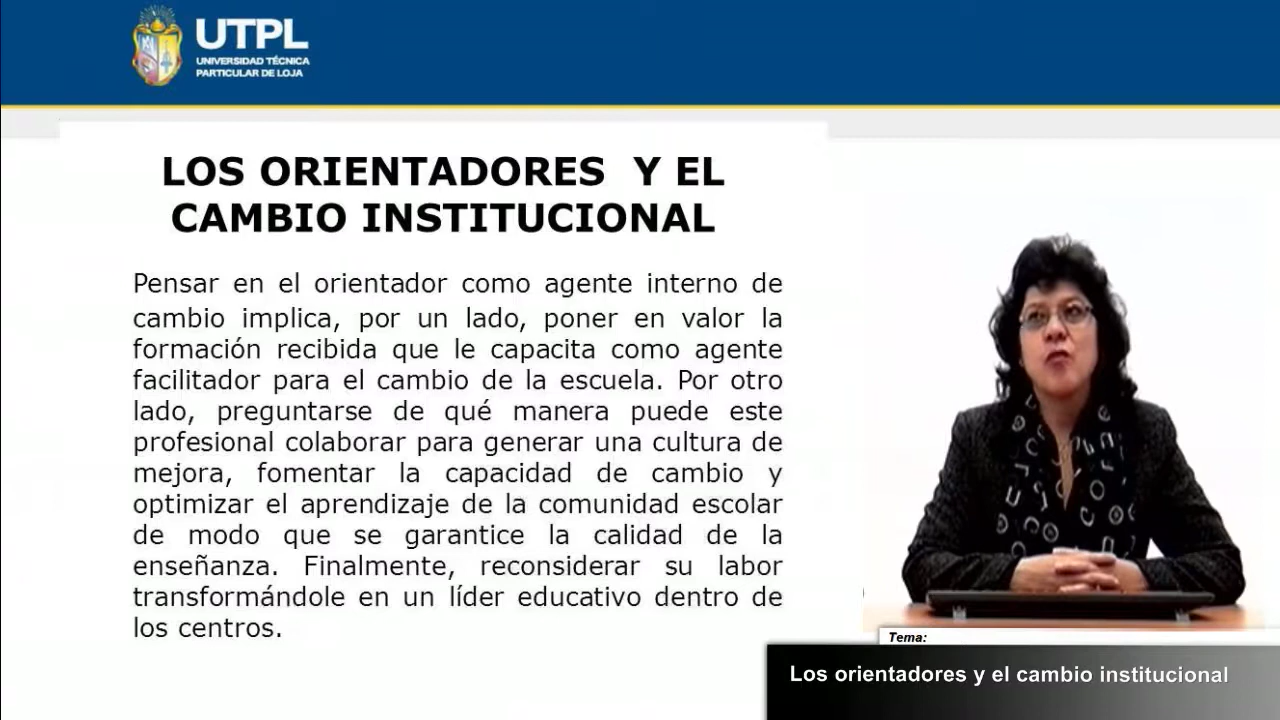 UTPL
UNIVERSIDAD TÉCNICA
PARTICULAR DE LOJA
LOS ORIENTADORES Y EL
CAMBIO INSTITUCIONAL
Pensar en el orientador como agente interno de
cambio implica, por un lado, poner en valor la
formación recibida que le capacita como agente
facilitador para el cambio de la escuela. Por otro
lado, preguntarse de qué manera puede este
profesional colaborar para generar una cultura de
mejora, fomentar la capacidad de cambio y
optimizar el aprendizaje de la comunidad escolar
de modo que se garantice la calidad de la
enseñanza. Finalmente, reconsiderar su labor
transformándole en un líder educativo dentro de
los centros.
Tema:
Los orientadores y el cambio institucional